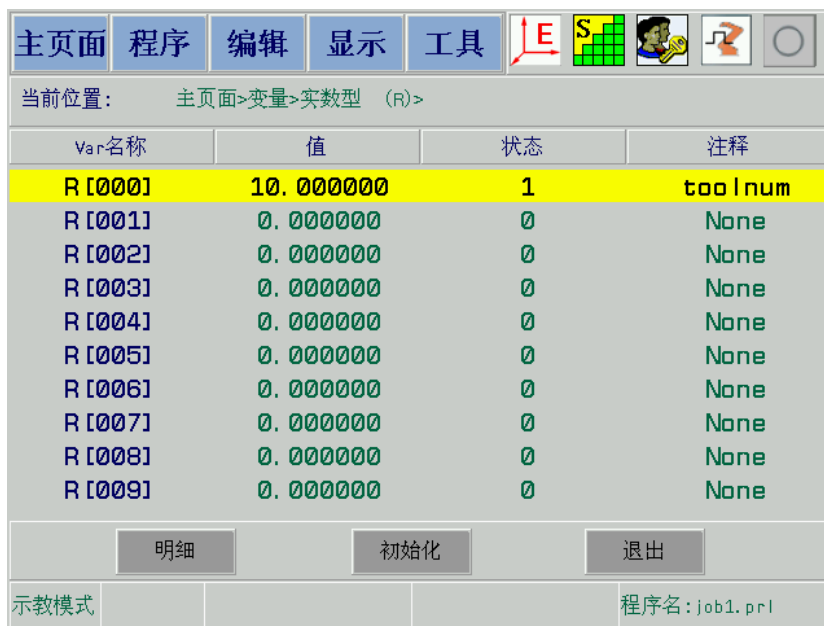 主页面 程序 编辑 显示 工具 E S
当前位置: 主页面>变量>实数型 (R)>
Var名称 值 状态 注释
R[000] 10.000000 1 toolnum
R[001] 0.000000 0 None
R[002] 0.000000 0 None
R[003] 0.000000 0 None
R[004] 0.000000 0 None
R[005] 0.000000 0 None
R[006] 0.000000 0 None
R[007] 0.000000 0 None
R[008] 0.000000 0 None
R[009] 0.000000 0 None
明细 初始化 退出
示教模式 程序名:job1.prl